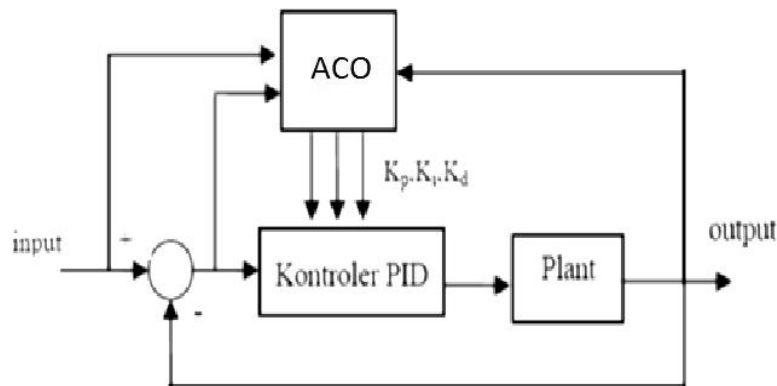 ACO
Kp.Ki.Kd
input
+
Kontroler PID
Plant
output
-